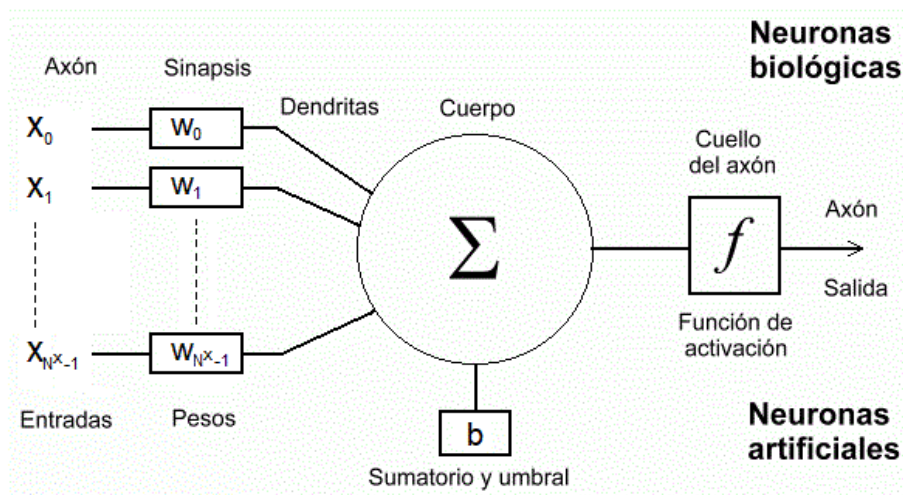 Neuronas
biológicas
Axón
Sinapsis
Dendritas
Cuerpo
Cuello
del axón
X₀
W₀
X₁
W₁
Σ
f
Axón
Salida
Xₙˣ₋₁
Wₙˣ₋₁
Función de
activación
Entradas
Pesos
b
Sumatorio y umbral
Neuronas
artificiales